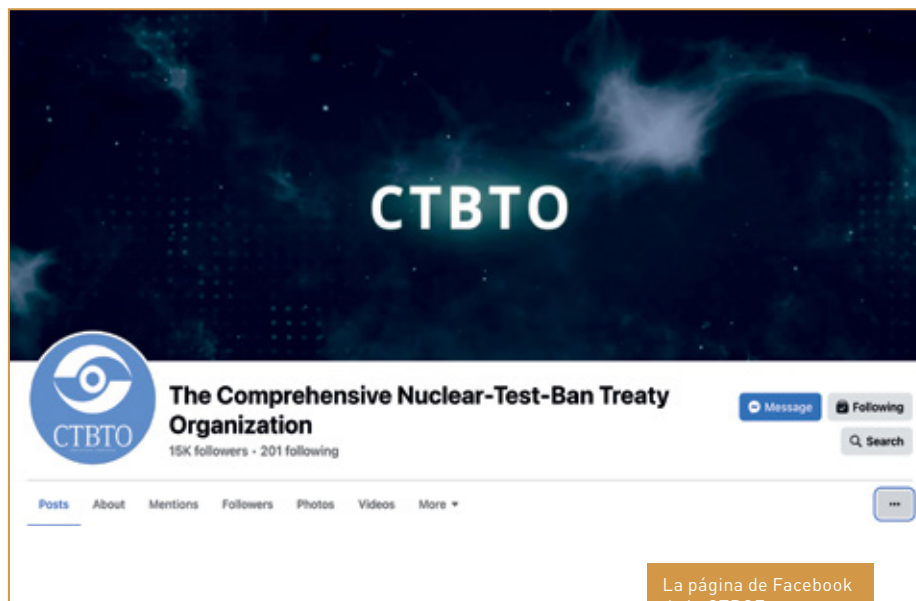 CTBTO
CTBTO
The Comprehensive Nuclear-Test-Ban Treaty
Organization
15K followers • 201 following
Message
Following
Search
Posts About Mentions Followers Photos Videos More
La página de Facebook